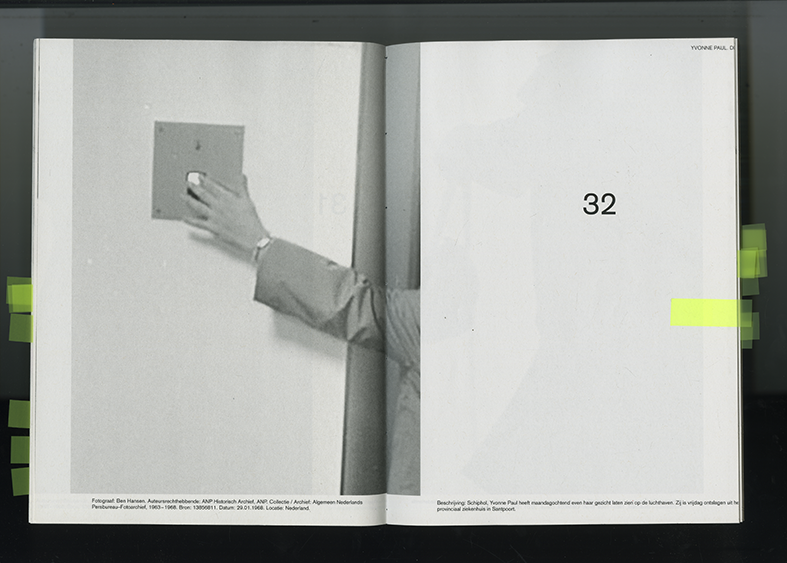 YVONNE PAUL. D
32
Fotograaf: Ben Hansen. Auteursrechthebbende: ANP Historisch Archief, ANP. Collectie / Archief: Algemeen Nederlands
Persbureau-Fotoarchief, 1963–1968. Bron: 13856811. Datum: 29.01.1968. Locatie: Nederland.
Beschrijving: Schiphol, Yvonne Paul heeft maandagochtend even haar gezicht laten zien op de luchthaven. Zij is vrijdag ontslagen uit he
provinciaal ziekenhuis in Santpoort.